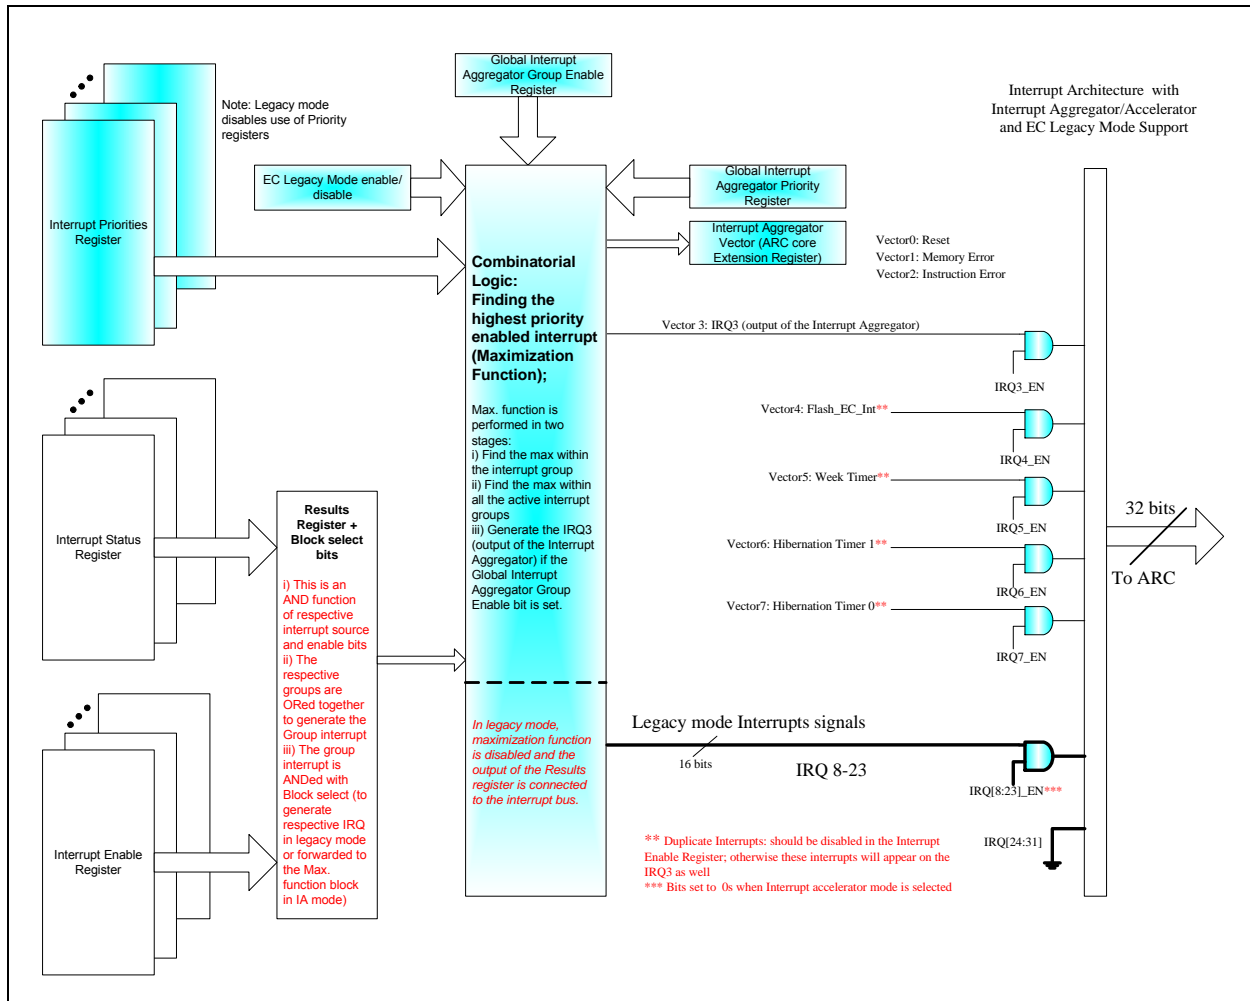 Global Interrupt
Aggregator Group Enable
Register
Interrupt Architecture  with
Interrupt Aggregator/Accelerator
and EC Legacy Mode Support
Note: Legacy mode
disables use of Priority
registers
EC Legacy Mode enable/
disable
Global Interrupt
Aggregator Priority
Register
Interrupt Priorities
Register
Interrupt Aggregator
Vector (ARC core
Extension Register)
Vector0: Reset
Vector1: Memory Error
Vector2: Instruction Error
Combinatorial
Logic:
Finding the
highest priority
enabled interrupt
(Maximization
Function);
Max. function is
performed in two
stages:
i) Find the max within
the interrupt group
ii) Find the max within
all the active interrupt
groups
iii) Generate the IRQ3
(output of the Interrupt
Aggregator) if the
Global Interrupt
Aggregator Group
Enable bit is set.
In legacy mode,
maximization function
is disabled and the
output of the Results
register is connected
to the interrupt bus.
Vector 3: IRQ3 (output of the Interrupt Aggregator)
IRQ3_EN
Vector4: Flash_EC_Int**
IRQ4_EN
Vector5: Week Timer**
IRQ5_EN
Vector6: Hibernation Timer 1**
IRQ6_EN
Vector7: Hibernation Timer 0**
IRQ7_EN
32 bits
To ARC
Interrupt Status
Register
Results
Register +
Block select
bits
i) This is an
AND function
of respective
interrupt source
and enable bits
ii) The
respective
groups are
ORed together
to generate the
Group interrupt
iii) The group
interrupt is
ANDed with
Block select (to
generate
respective IRQ
in legacy mode
or forwarded to
the Max.
function block
in IA mode)
Interrupt Enable
Register
Legacy mode Interrupts signals
16 bits
IRQ 8-23
IRQ[8:23]_EN***
IRQ[24:31]
** Duplicate Interrupts: should be disabled in the Interrupt
Enable Register; otherwise these interrupts will appear on the
IRQ3 as well
*** Bits set to  0s when Interrupt accelerator mode is selected